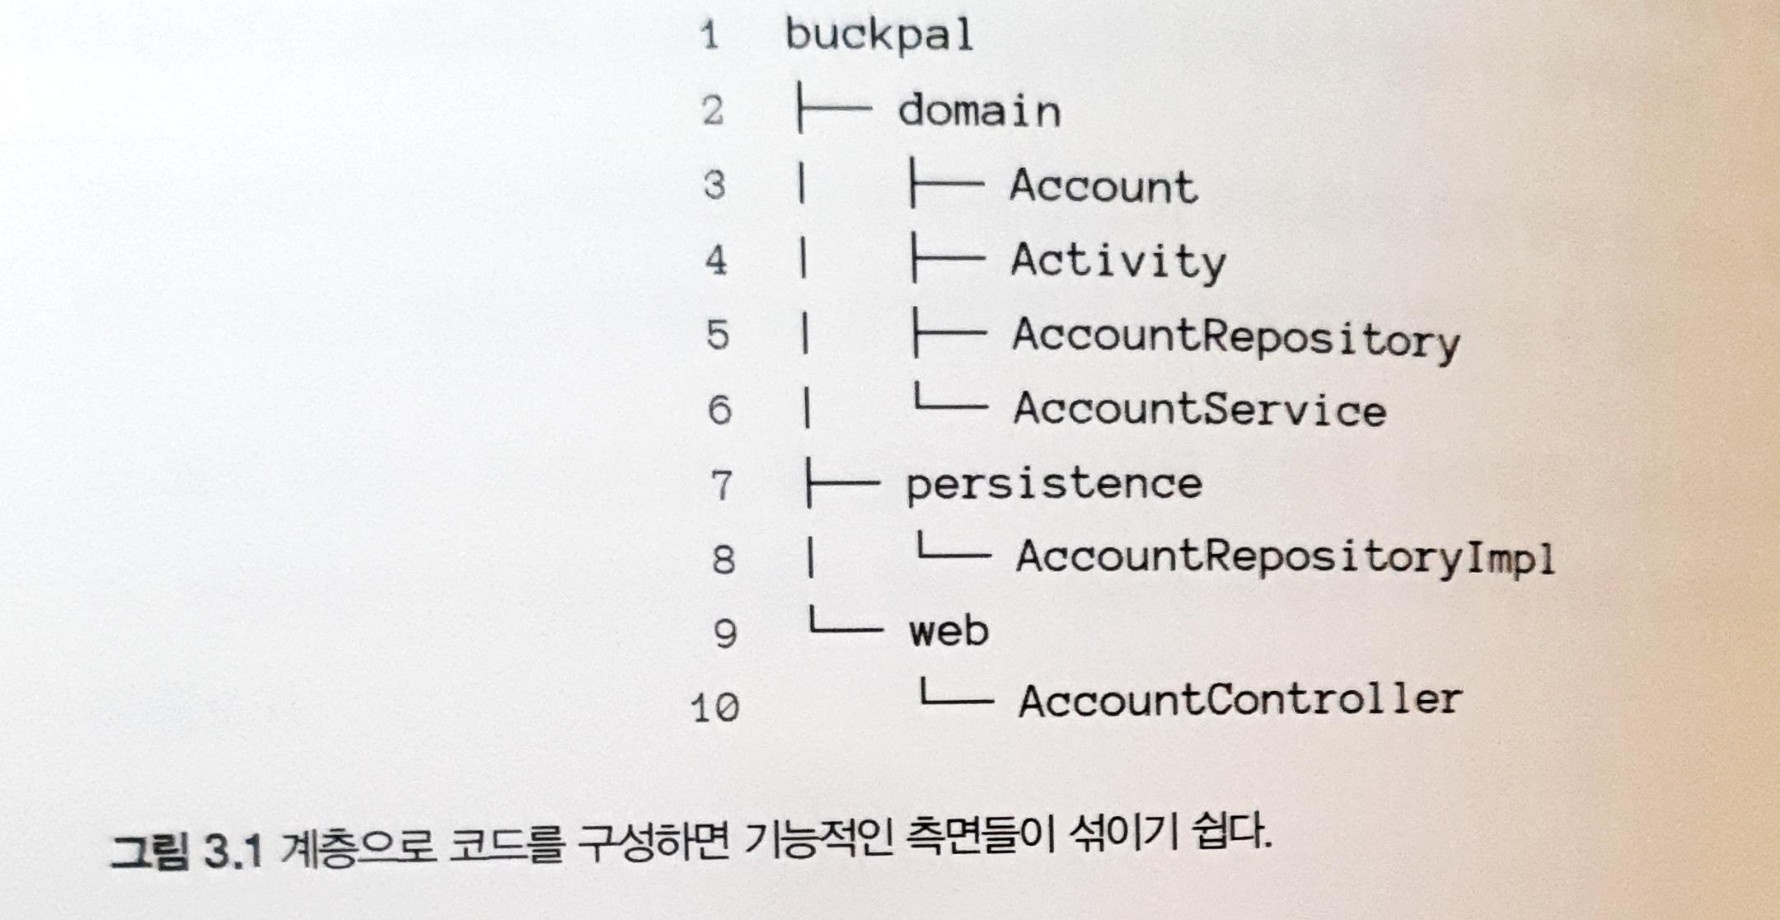 1 buckpal
2 ├── domain
3 | ├── Account
4 | ├── Activity
5 | ├── AccountRepository
6 | └── AccountService
7 ├── persistence
8 | └── AccountRepositoryImpl
9 └── web
10 └── AccountController
그림 3.1 계층으로 코드를 구성하면 기능적인 측면들이 섞이기 쉽다.